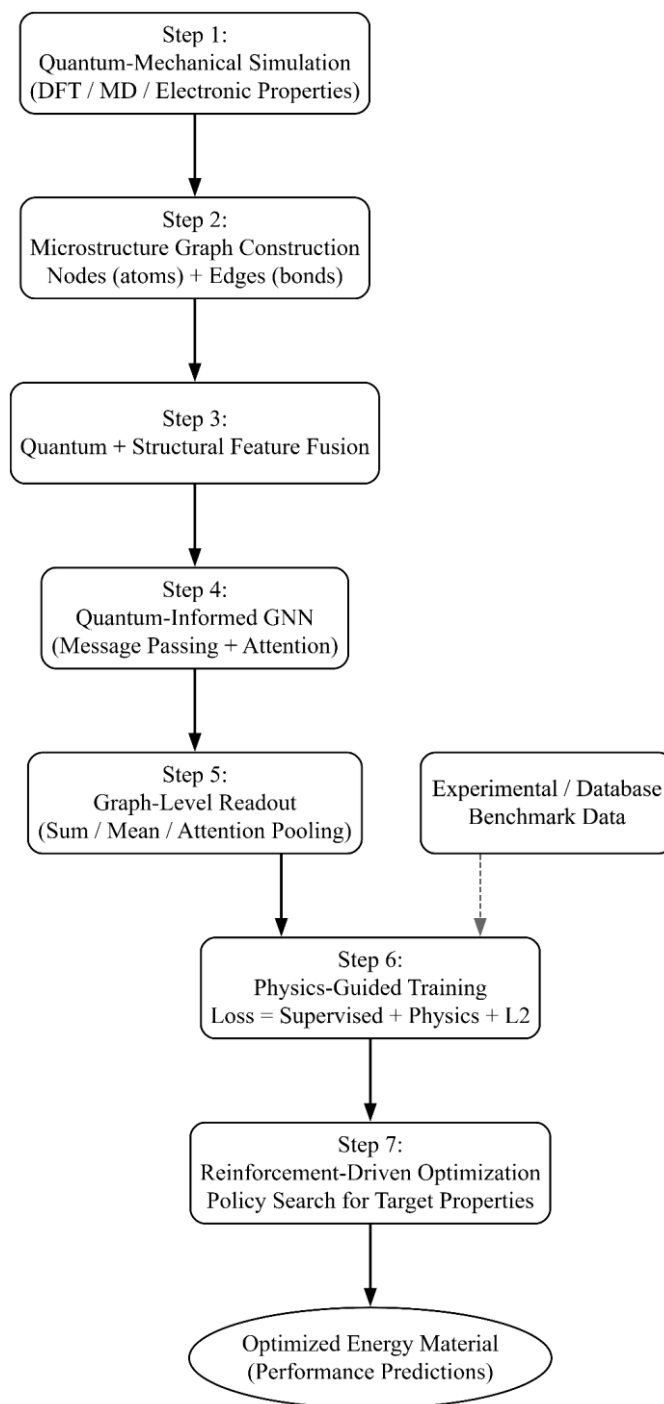 Step 1:
Quantum-Mechanical Simulation
(DFT / MD / Electronic Properties)
Step 2:
Microstructure Graph Construction
Nodes (atoms) + Edges (bonds)
Step 3:
Quantum + Structural Feature Fusion
Step 4:
Quantum-Informed GNN
(Message Passing + Attention)
Step 5:
Graph-Level Readout
(Sum / Mean / Attention Pooling)
Experimental / Database
Benchmark Data
Step 6:
Physics-Guided Training
Loss = Supervised + Physics + L2
Step 7:
Reinforcement-Driven Optimization
Policy Search for Target Properties
Optimized Energy Material
(Performance Predictions)